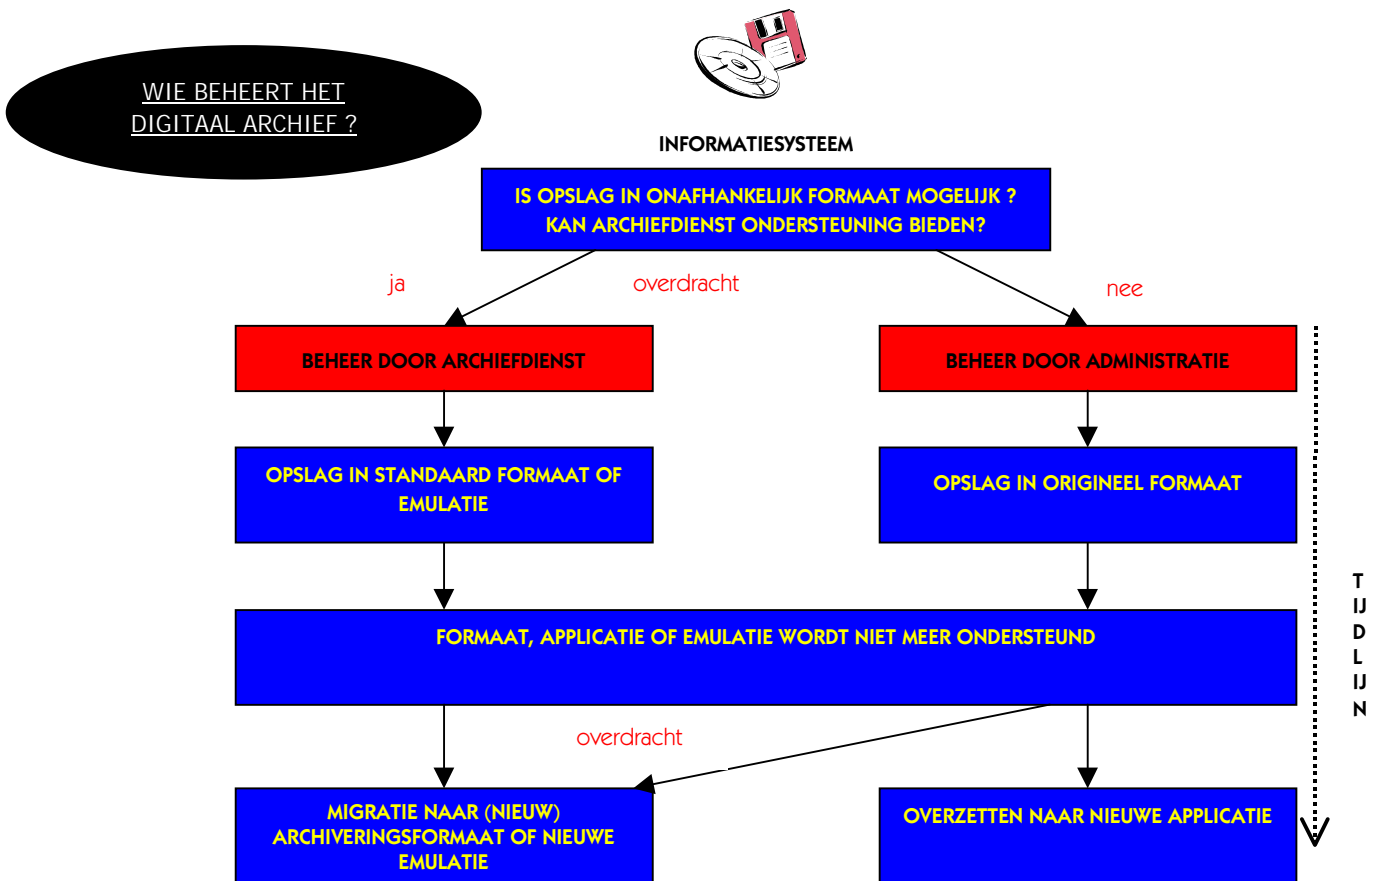 WIE BEHEERT HET
DIGITAAL ARCHIEF ?
INFORMATIESYSTEEM
IS OPSLAG IN ONAFHANKELIJK FORMAAT MOGELIJK ?
KAN ARCHIEFDIENST ONDERSTEUNING BIEDEN?
ja
overdracht
nee
BEHEER DOOR ARCHIEFDIENST
BEHEER DOOR ADMINISTRATIE
OPSLAG IN STANDAARD FORMAAT OF
EMULATIE
OPSLAG IN ORIGINEEL FORMAAT
FORMAAT, APPLICATIE OF EMULATIE WORDT NIET MEER ONDERSTEUND
overdracht
MIGRATIE NAAR (NIEUW)
ARCHIVERINGSFORMAAT OF NIEUWE
EMULATIE
OVERZETTEN NAAR NIEUWE APPLICATIE
T
IJ
D
L
IJ
N